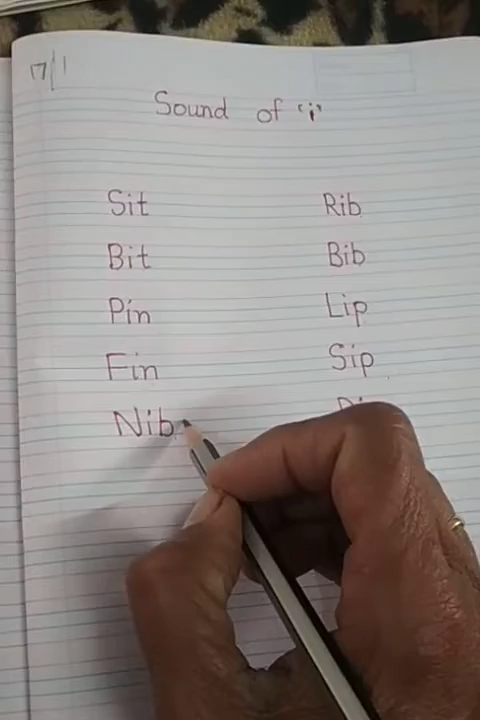 17/1
Sound of 'i'
Sit Rib
Bit Bib
Pin Lip
Fin Sip
Nib